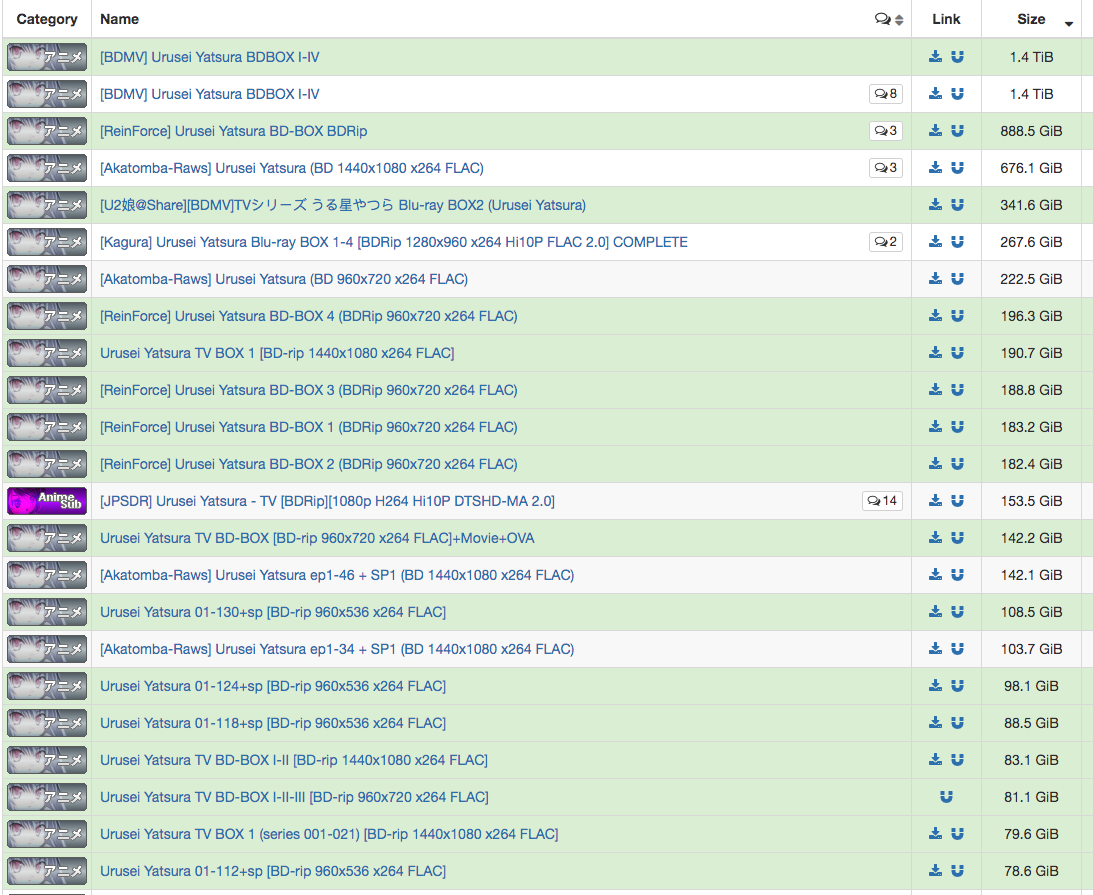 Category Name Link Size
アニメ [BDMV] Urusei Yatsura BDBOX I-IV 1.4 TiB
アニメ [BDMV] Urusei Yatsura BDBOX I-IV 8 1.4 TiB
アニメ [ReinForce] Urusei Yatsura BD-BOX BDRip 3 888.5 GiB
アニメ [Akatomba-Raws] Urusei Yatsura (BD 1440x1080 x264 FLAC) 3 676.1 GiB
アニメ [U2娘@Share][BDMV]TVシリーズ うる星やつら Blu-ray BOX2 (Urusei Yatsura) 341.6 GiB
アニメ [Kagura] Urusei Yatsura Blu-ray BOX 1-4 [BDRip 1280x960 x264 Hi10P FLAC 2.0] COMPLETE 2 267.6 GiB
アニメ [Akatomba-Raws] Urusei Yatsura (BD 960x720 x264 FLAC) 222.5 GiB
アニメ [ReinForce] Urusei Yatsura BD-BOX 4 (BDRip 960x720 x264 FLAC) 196.3 GiB
アニメ Urusei Yatsura TV BOX 1 [BD-rip 1440x1080 x264 FLAC] 190.7 GiB
アニメ [ReinForce] Urusei Yatsura BD-BOX 3 (BDRip 960x720 x264 FLAC) 188.8 GiB
アニメ [ReinForce] Urusei Yatsura BD-BOX 1 (BDRip 960x720 x264 FLAC) 183.2 GiB
アニメ [ReinForce] Urusei Yatsura BD-BOX 2 (BDRip 960x720 x264 FLAC) 182.4 GiB
Anime Sub [JPSDR] Urusei Yatsura - TV [BDRip][1080p H264 Hi10P DTSHD-MA 2.0] 14 153.5 GiB
アニメ Urusei Yatsura TV BD-BOX [BD-rip 960x720 x264 FLAC]+Movie+OVA 142.2 GiB
アニメ [Akatomba-Raws] Urusei Yatsura ep1-46 + SP1 (BD 1440x1080 x264 FLAC) 142.1 GiB
アニメ Urusei Yatsura 01-130+sp [BD-rip 960x536 x264 FLAC] 108.5 GiB
アニメ [Akatomba-Raws] Urusei Yatsura ep1-34 + SP1 (BD 1440x1080 x264 FLAC) 103.7 GiB
アニメ Urusei Yatsura 01-124+sp [BD-rip 960x536 x264 FLAC] 98.1 GiB
アニメ Urusei Yatsura 01-118+sp [BD-rip 960x536 x264 FLAC] 88.5 GiB
アニメ Urusei Yatsura TV BD-BOX I-II [BD-rip 1440x1080 x264 FLAC] 83.1 GiB
アニメ Urusei Yatsura TV BD-BOX I-II-III [BD-rip 960x720 x264 FLAC] 81.1 GiB
アニメ Urusei Yatsura TV BOX 1 (series 001-021) [BD-rip 1440x1080 x264 FLAC] 79.6 GiB
アニメ Urusei Yatsura 01-112+sp [BD-rip 960x536 x264 FLAC] 78.6 GiB